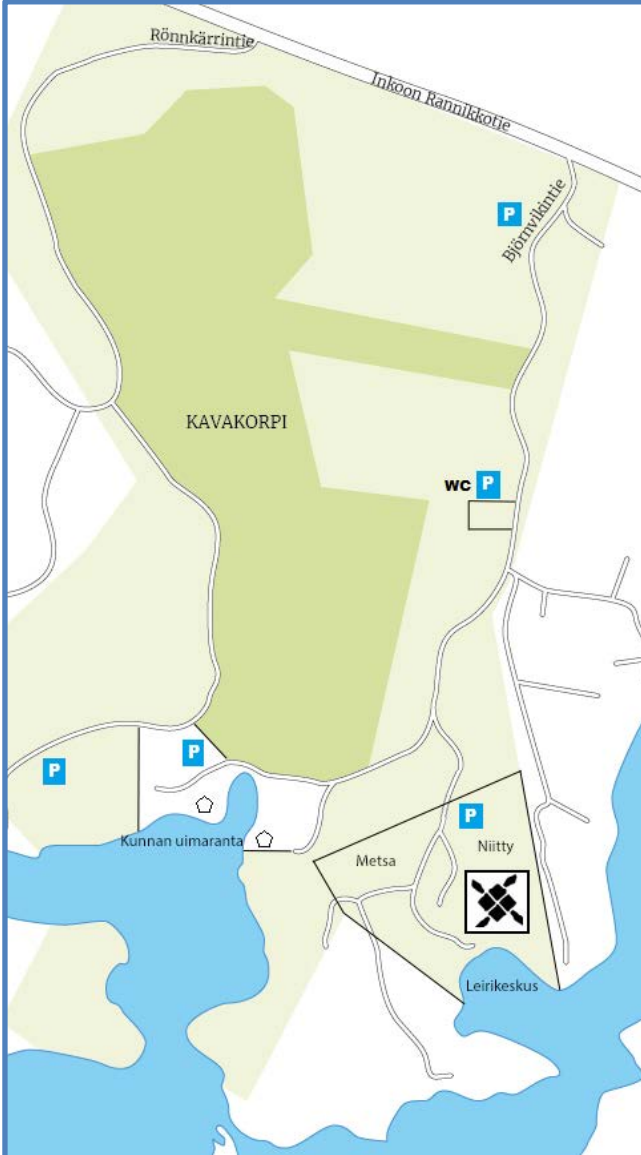 Rönnkärrintie
Inkoon Rannikkotie
P
Björnvikintie
KAVAKORPI
WC P
P
P
Kunnan uimaranta
P
Metsa
Niitty
Leirikeskus